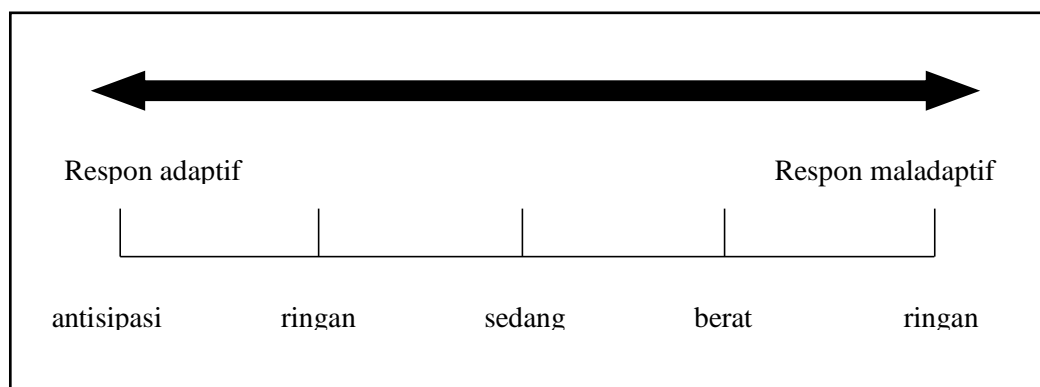 Respon adaptif Respon maladaptif
antisipasi ringan sedang berat ringan